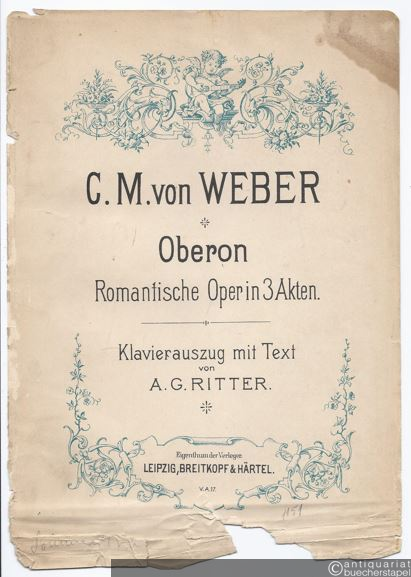 C. M. von WEBER
Oberon
Romantische Oper in 3 Akten.
Klavierauszug mit Text
von
A. G. RITTER.
Eigenthum der Verleger.
LEIPZIG, BREITKOPF & HÄRTEL.
V. A. 17.
1151
antiquariat
buecherstapel